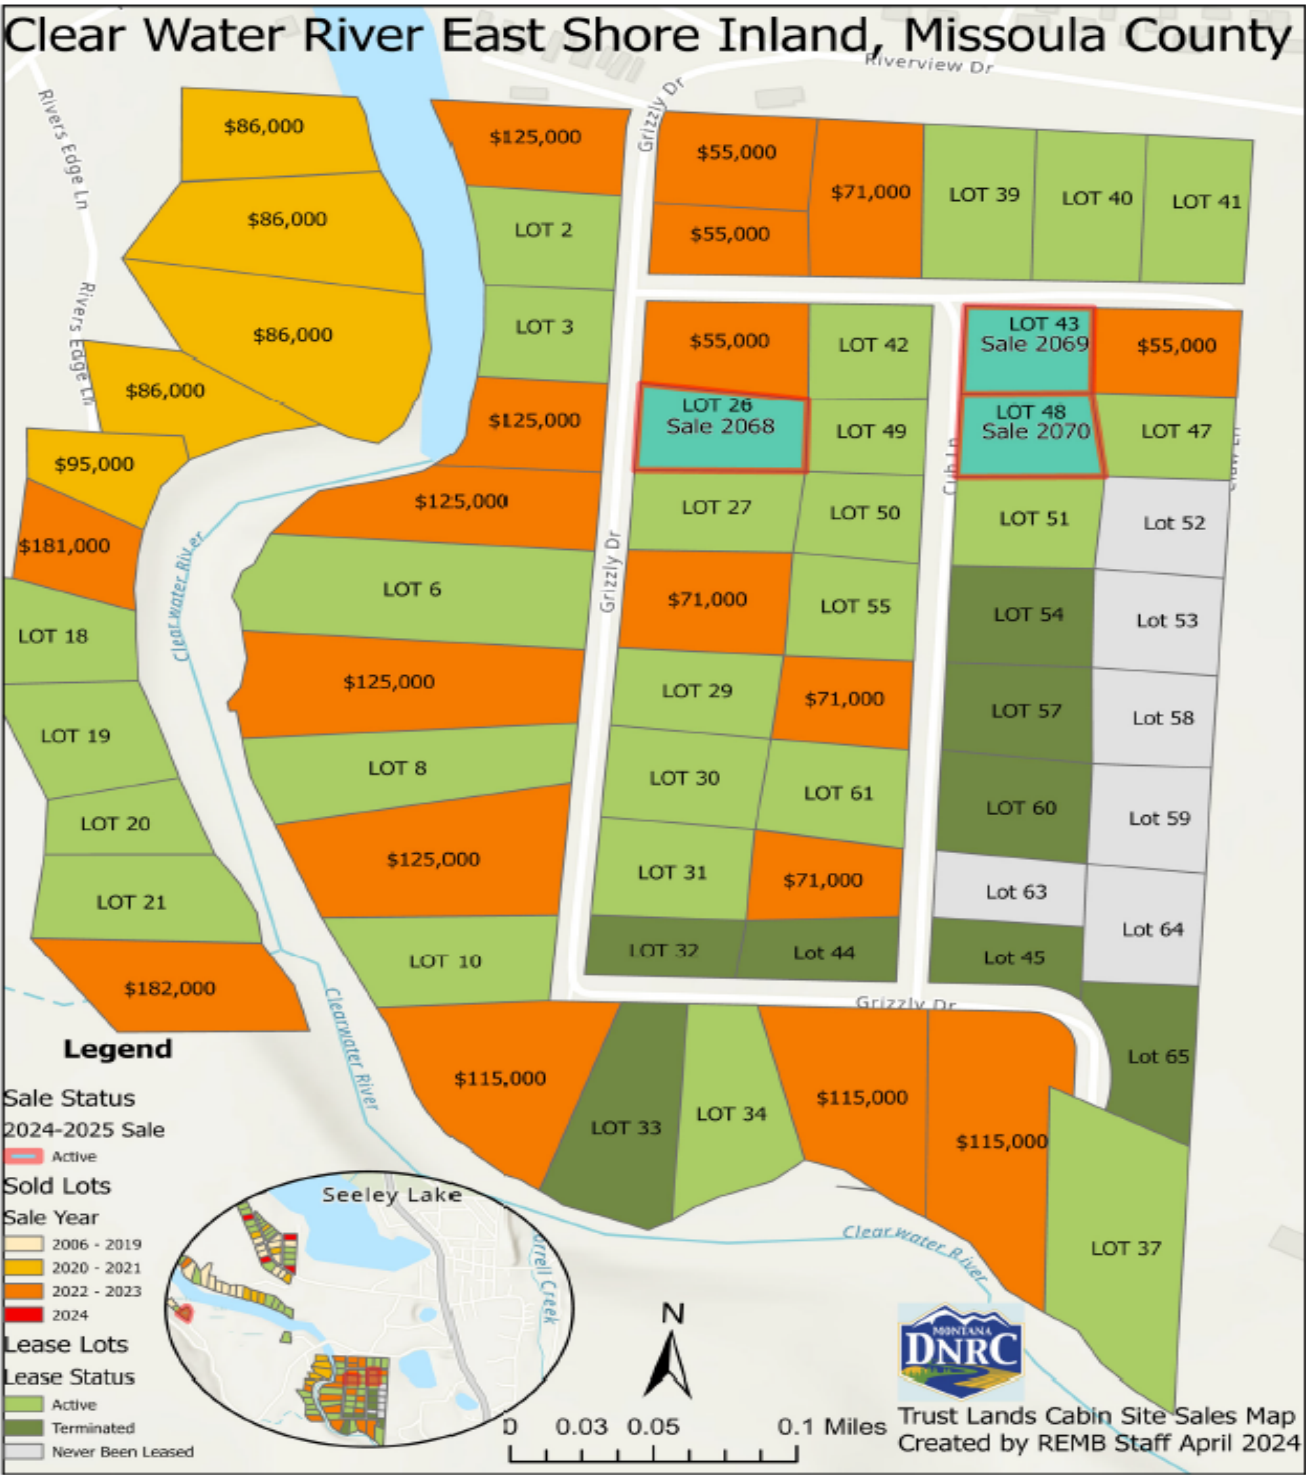 Clear Water River East Shore Inland, Missoula County
Riverview Dr
Rivers Edge Ln
Grizzly Dr
$86,000
$125,000
$55,000
$71,000
LOT 39
LOT 40
LOT 41
$86,000
LOT 2
$55,000
Rivers Edge Ln
$86,000
LOT 3
$55,000
LOT 42
LOT 43
Sale 2069
$55,000
$86,000
$125,000
LOT 26
Sale 2068
LOT 49
LOT 48
Sale 2070
LOT 47
Cub Ln
$95,000
$125,000
LOT 27
LOT 50
LOT 51
Lot 52
$181,000
Clearwater River
LOT 6
Grizzly Dr
$71,000
LOT 55
LOT 54
Lot 53
LOT 18
$125,000
LOT 29
$71,000
LOT 57
Lot 58
LOT 19
LOT 8
LOT 30
LOT 61
LOT 60
Lot 59
LOT 20
$125,000
LOT 31
$71,000
Lot 63
LOT 21
LOT 10
LOT 32
Lot 44
Lot 45
Lot 64
$182,000
Clearwater River
Grizzly Dr
$115,000
LOT 33
LOT 34
$115,000
$115,000
Lot 65
LOT 37
Clearwater River
Legend
Sale Status
2024-2025 Sale
Active
Sold Lots
Sale Year
2006 - 2019
2020 - 2021
2022 - 2023
2024
Lease Lots
Lease Status
Active
Terminated
Never Been Leased
Seeley Lake
Creek
N
0 0.03 0.05 0.1 Miles
MONTANA
DNRC
Trust Lands Cabin Site Sales Map
Created by REMB Staff April 2024